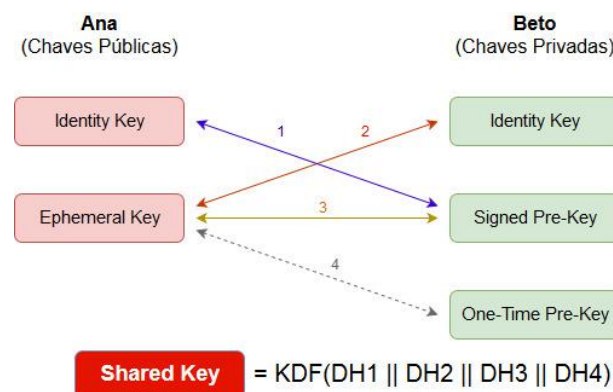 Ana
(Chaves Públicas)
Beto
(Chaves Privadas)
Identity Key
1
2
Identity Key
Ephemeral Key
3
Signed Pre-Key
4
One-Time Pre-Key
Shared Key = KDF(DH1 || DH2 || DH3 || DH4)